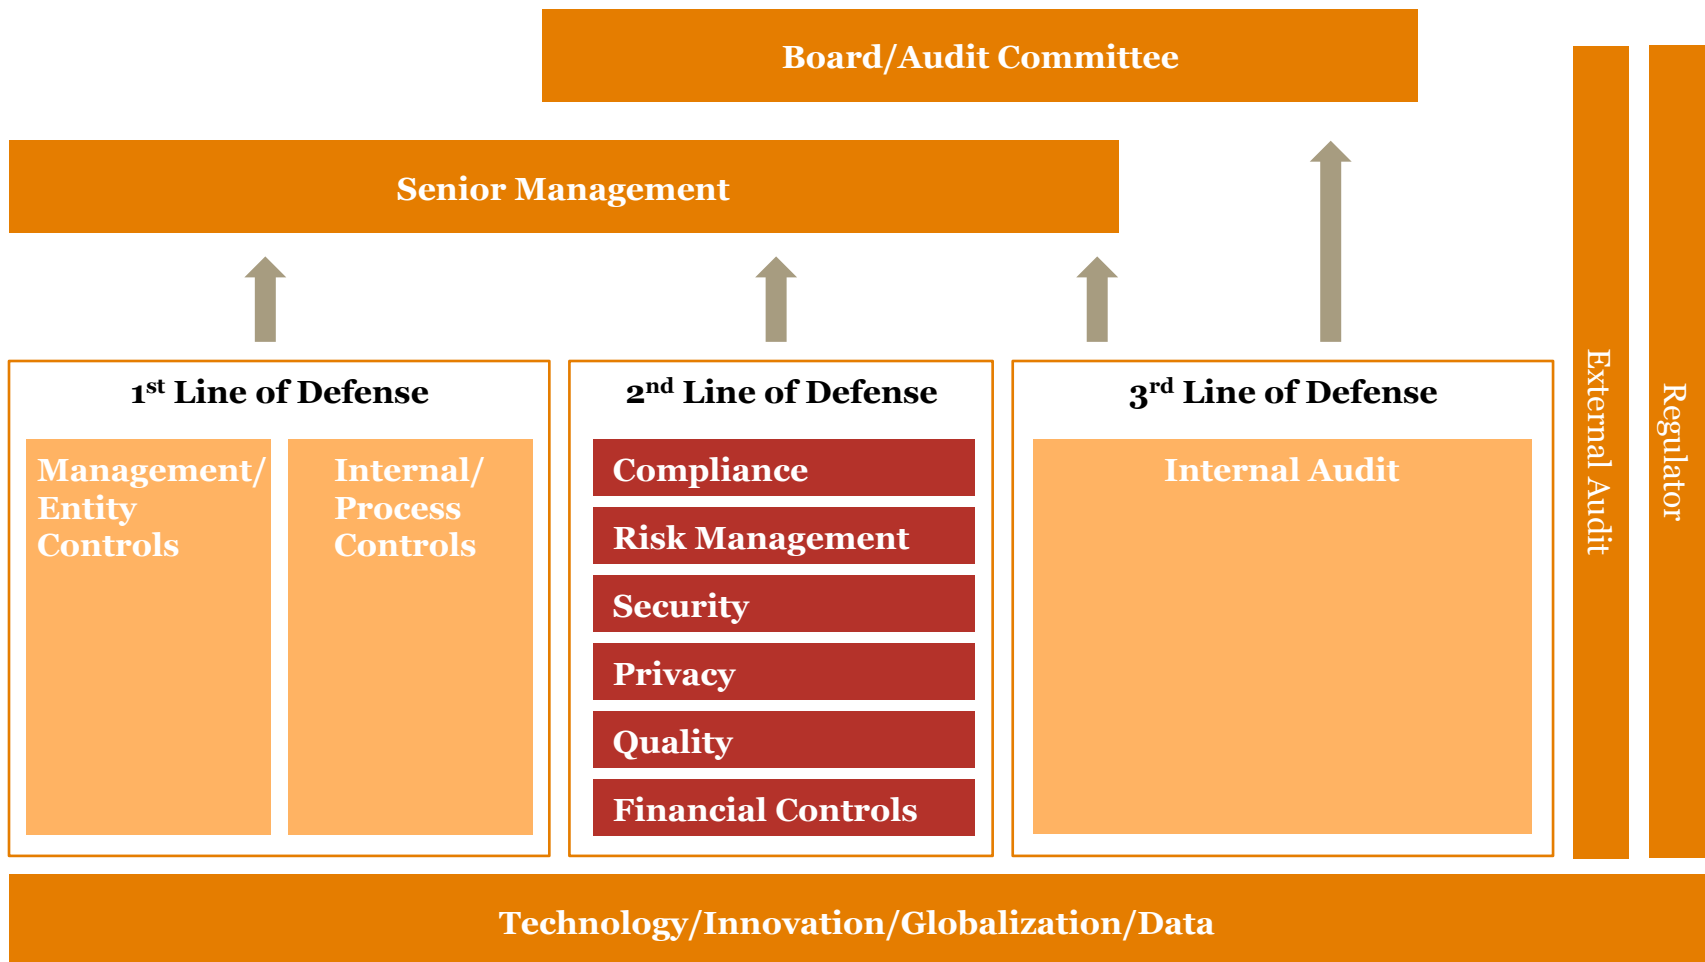 Board/Audit Committee
Senior Management
1st Line of Defense
Management/
Entity
Controls
Internal/
Process
Controls
2nd Line of Defense
Compliance
Risk Management
Security
Privacy
Quality
Financial Controls
3rd Line of Defense
Internal Audit
External Audit
Regulator
Technology/Innovation/Globalization/Data